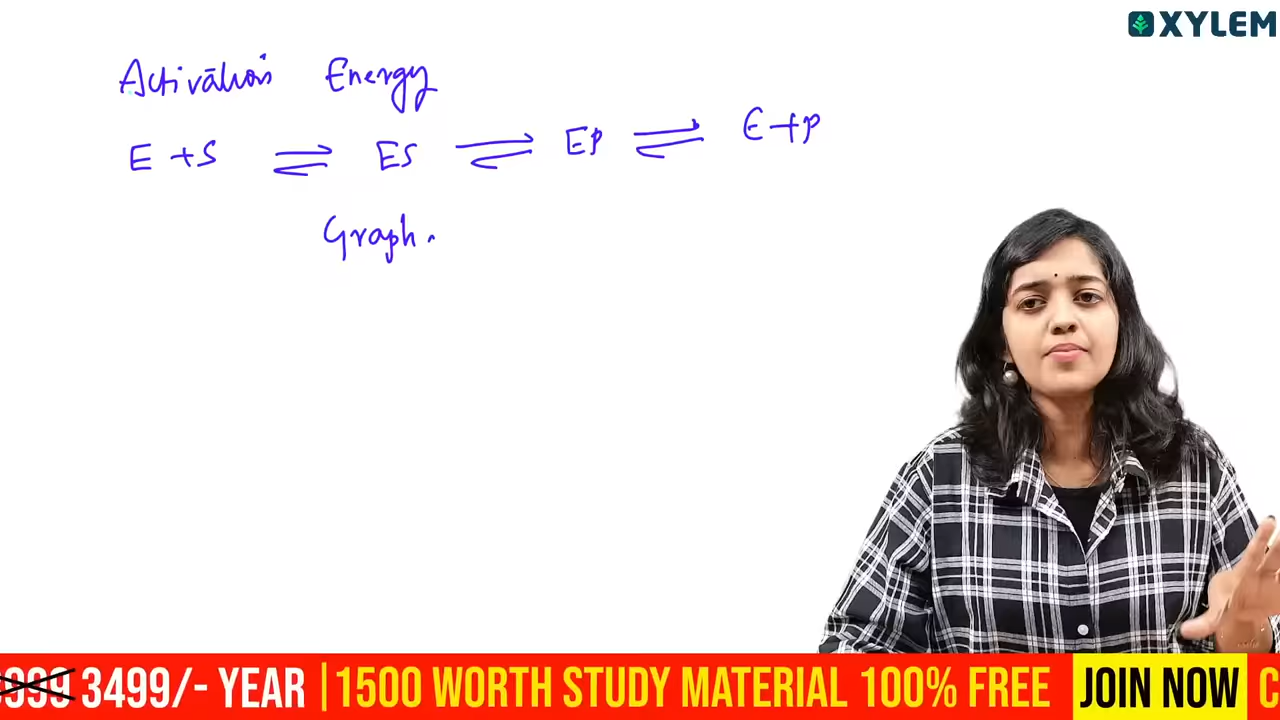 XYLEM
Activation Energy
E + S ⇌ ES ⇌ EP ⇌ E + P
Graph.
3499/- YEAR | 1500 WORTH STUDY MATERIAL 100% FREE JOIN NOW C